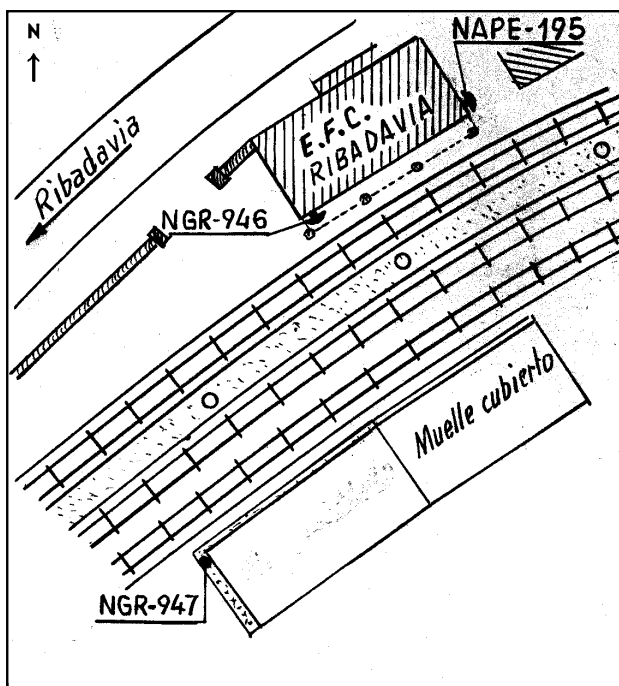 N
NAPE-195
E.F.C.
RIBADAVIA
Ribadavia
NGR-946
Muelle cubierto
NGR-947